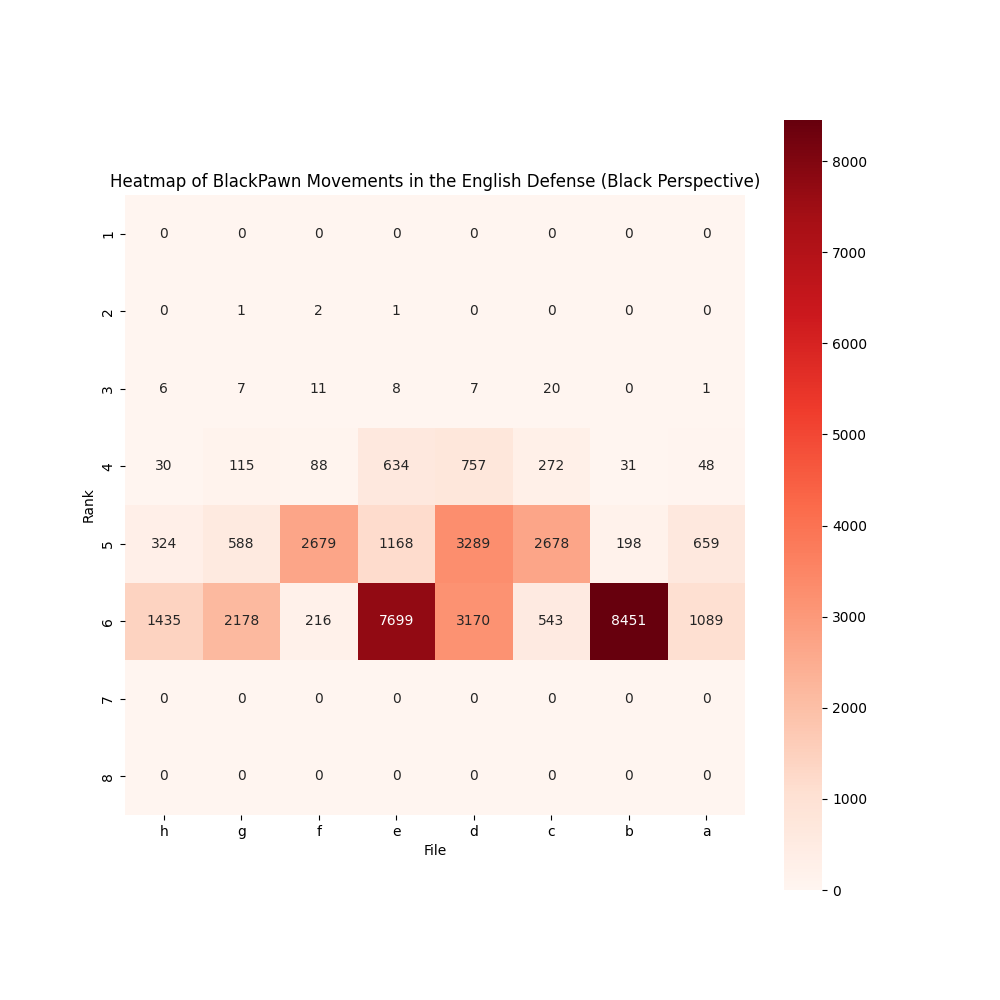 Heatmap of BlackPawn Movements in the English Defense (Black Perspective)
1 0 0 0 0 0 0 0 0
2 0 1 2 1 0 0 0 0
3 6 7 11 8 7 20 0 1
4 30 115 88 634 757 272 31 48
5 324 588 2679 1168 3289 2678 198 659
6 1435 2178 216 7699 3170 543 8451 1089
7 0 0 0 0 0 0 0 0
8 0 0 0 0 0 0 0 0
h g f e d c b a
File
Rank
8000
7000
6000
5000
4000
3000
2000
1000
0